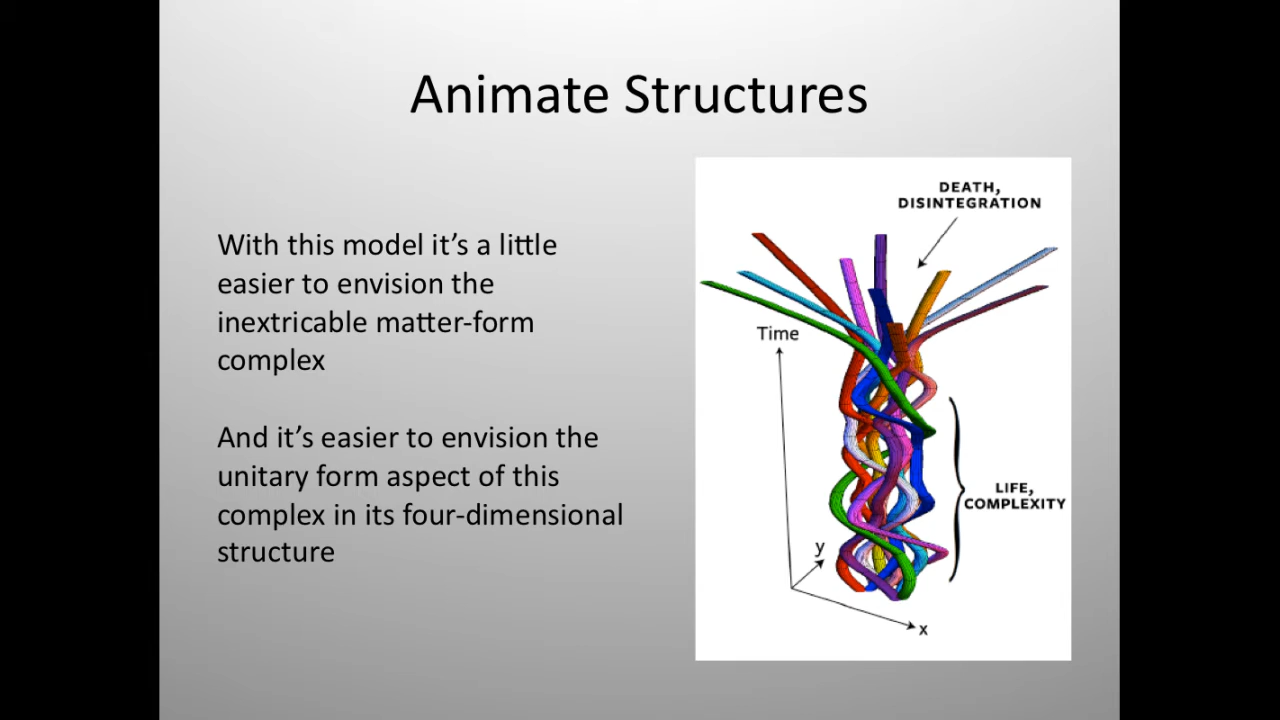 Animate Structures
With this model it’s a little
easier to envision the
inextricable matter-form
complex
And it’s easier to envision the
unitary form aspect of this
complex in its four-dimensional
structure
DEATH,
DISINTEGRATION
Time
LIFE,
COMPLEXITY
y
x